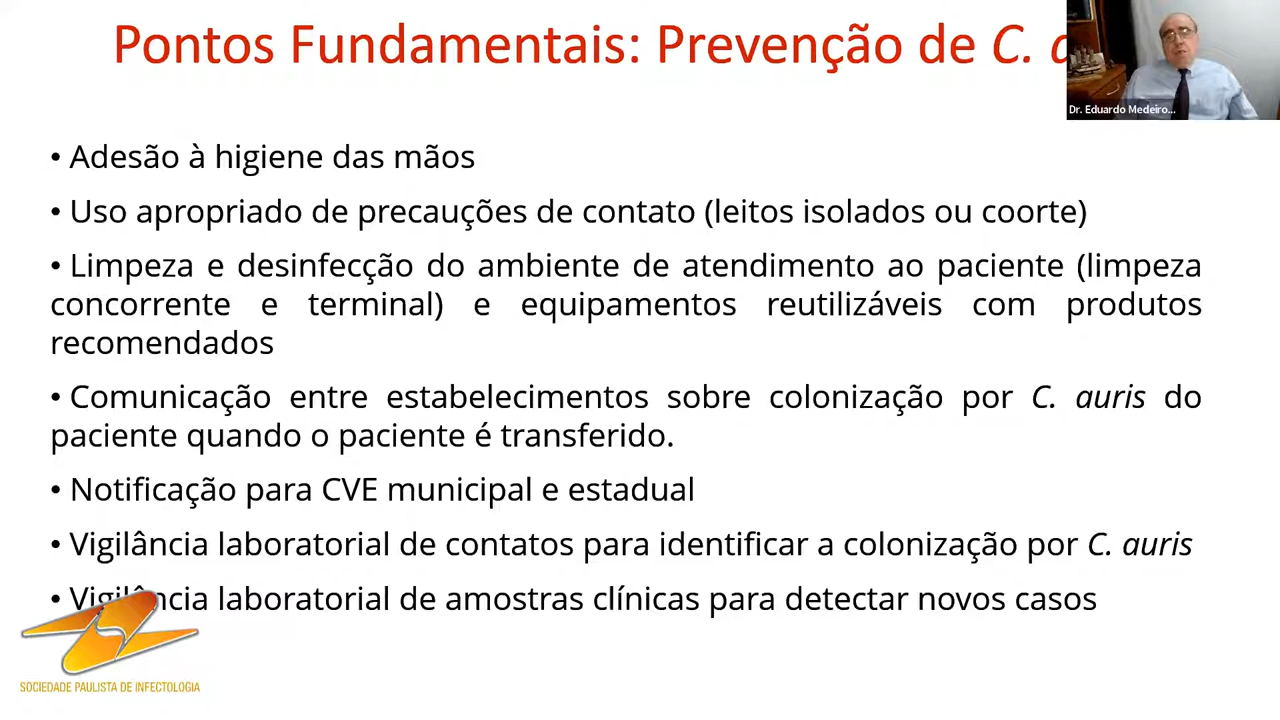 Pontos Fundamentais: Prevenção de C.
Dr. Eduardo Medeiro...
• Adesão à higiene das mãos
• Uso apropriado de precauções de contato (leitos isolados ou coorte)
• Limpeza e desinfecção do ambiente de atendimento ao paciente (limpeza
concorrente e terminal) e equipamentos reutilizáveis com produtos
recomendados
• Comunicação entre estabelecimentos sobre colonização por C. auris do
paciente quando o paciente é transferido.
• Notificação para CVE municipal e estadual
• Vigilância laboratorial de contatos para identificar a colonização por C. auris
• Vigilância laboratorial de amostras clínicas para detectar novos casos
SOCIEDADE PAULISTA DE INFECTOLOGIA